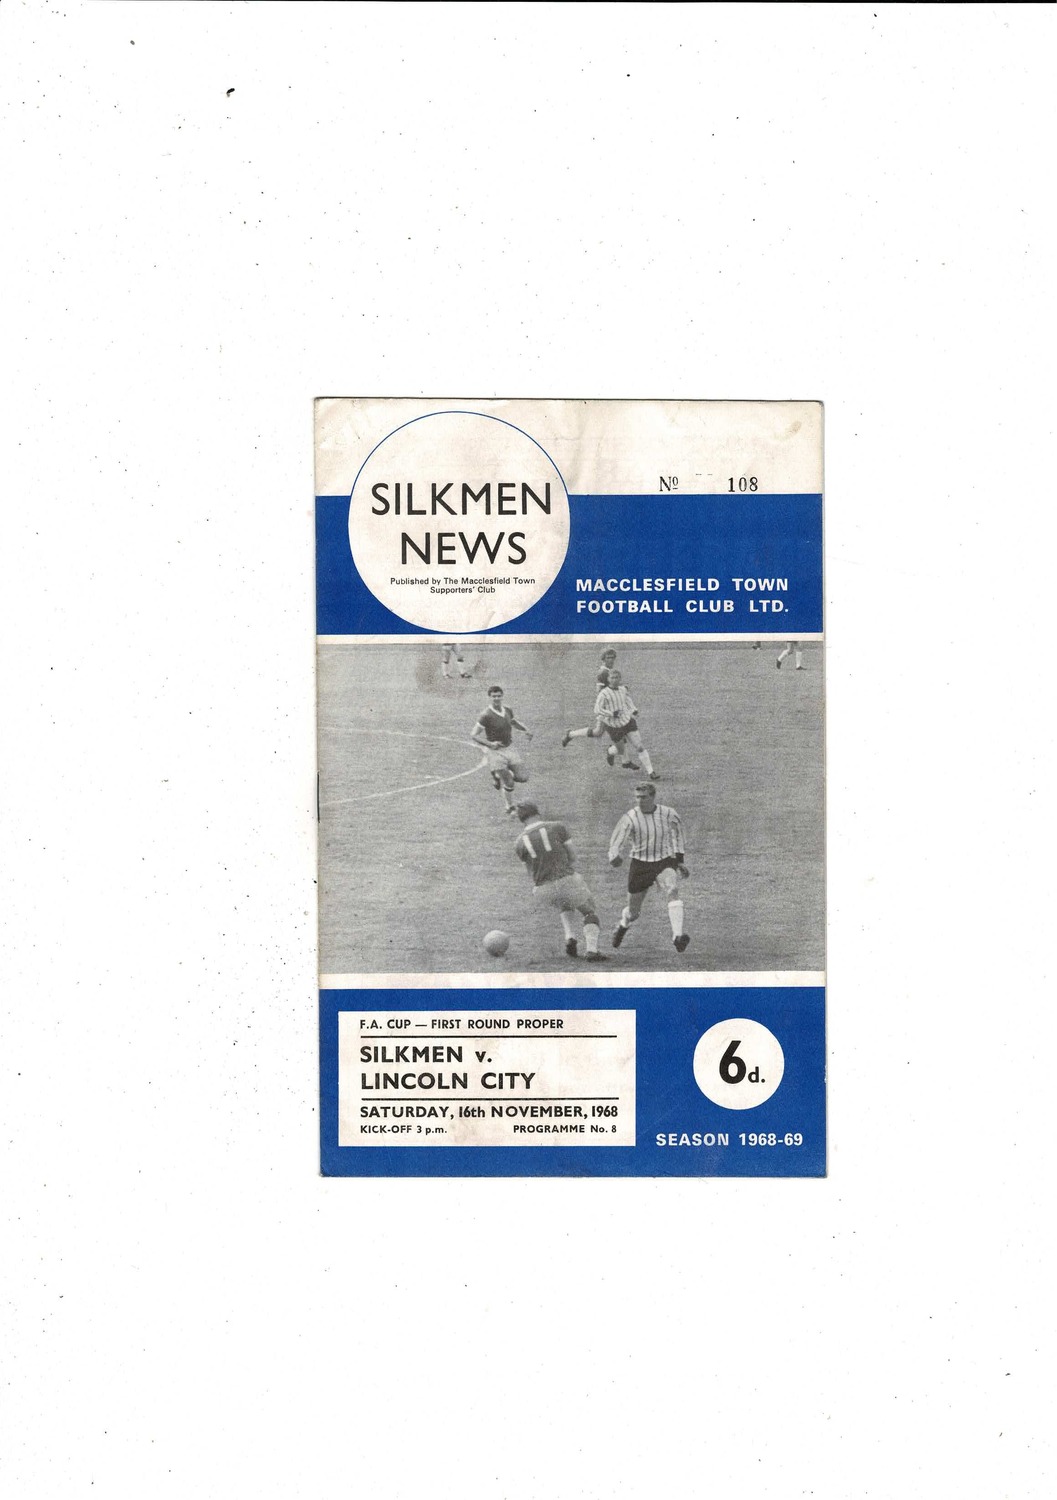 Nº 108
SILKMEN
NEWS
Published by The Macclesfield Town
Supporters' Club
MACCLESFIELD TOWN
FOOTBALL CLUB LTD.
11
F.A. CUP — FIRST ROUND PROPER
SILKMEN v.
LINCOLN CITY
SATURDAY, 16th NOVEMBER, 1968
KICK-OFF 3 p.m. PROGRAMME No. 8
6d.
SEASON 1968-69